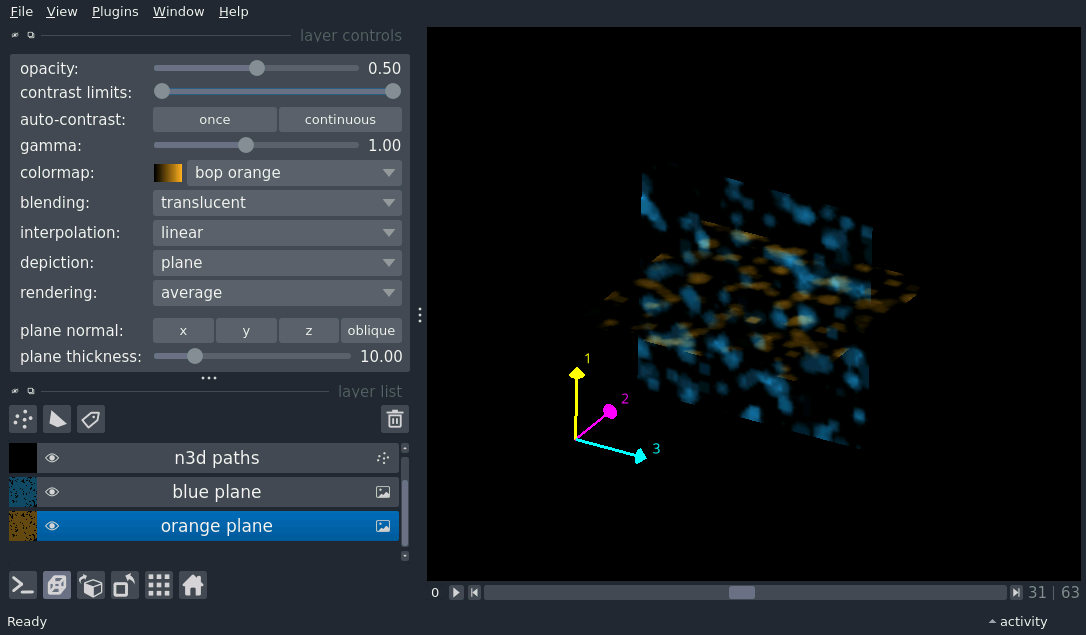 File View Plugins Window Help
layer controls
opacity: 0.50
contrast limits:
auto-contrast: once continuous
gamma: 1.00
colormap: bop orange
blending: translucent
interpolation: linear
depiction: plane
rendering: average
plane normal: x y z oblique
plane thickness: 10.00
layer list
n3d paths
blue plane
orange plane
1
2
3
0 31 | 63
Ready
activity